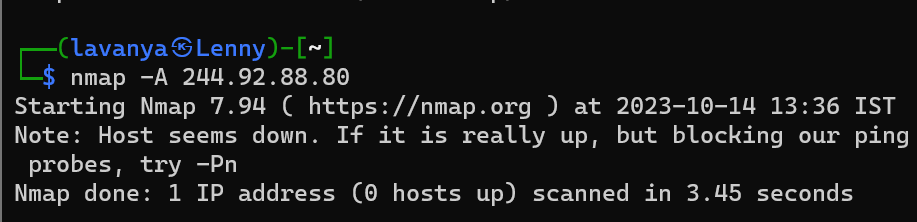 ┌──(lavanya㉿Lenny)-[~]
└─$ nmap -A 244.92.88.80
Starting Nmap 7.94 ( https://nmap.org ) at 2023-10-14 13:36 IST
Note: Host seems down. If it is really up, but blocking our ping
 probes, try -Pn
Nmap done: 1 IP address (0 hosts up) scanned in 3.45 seconds